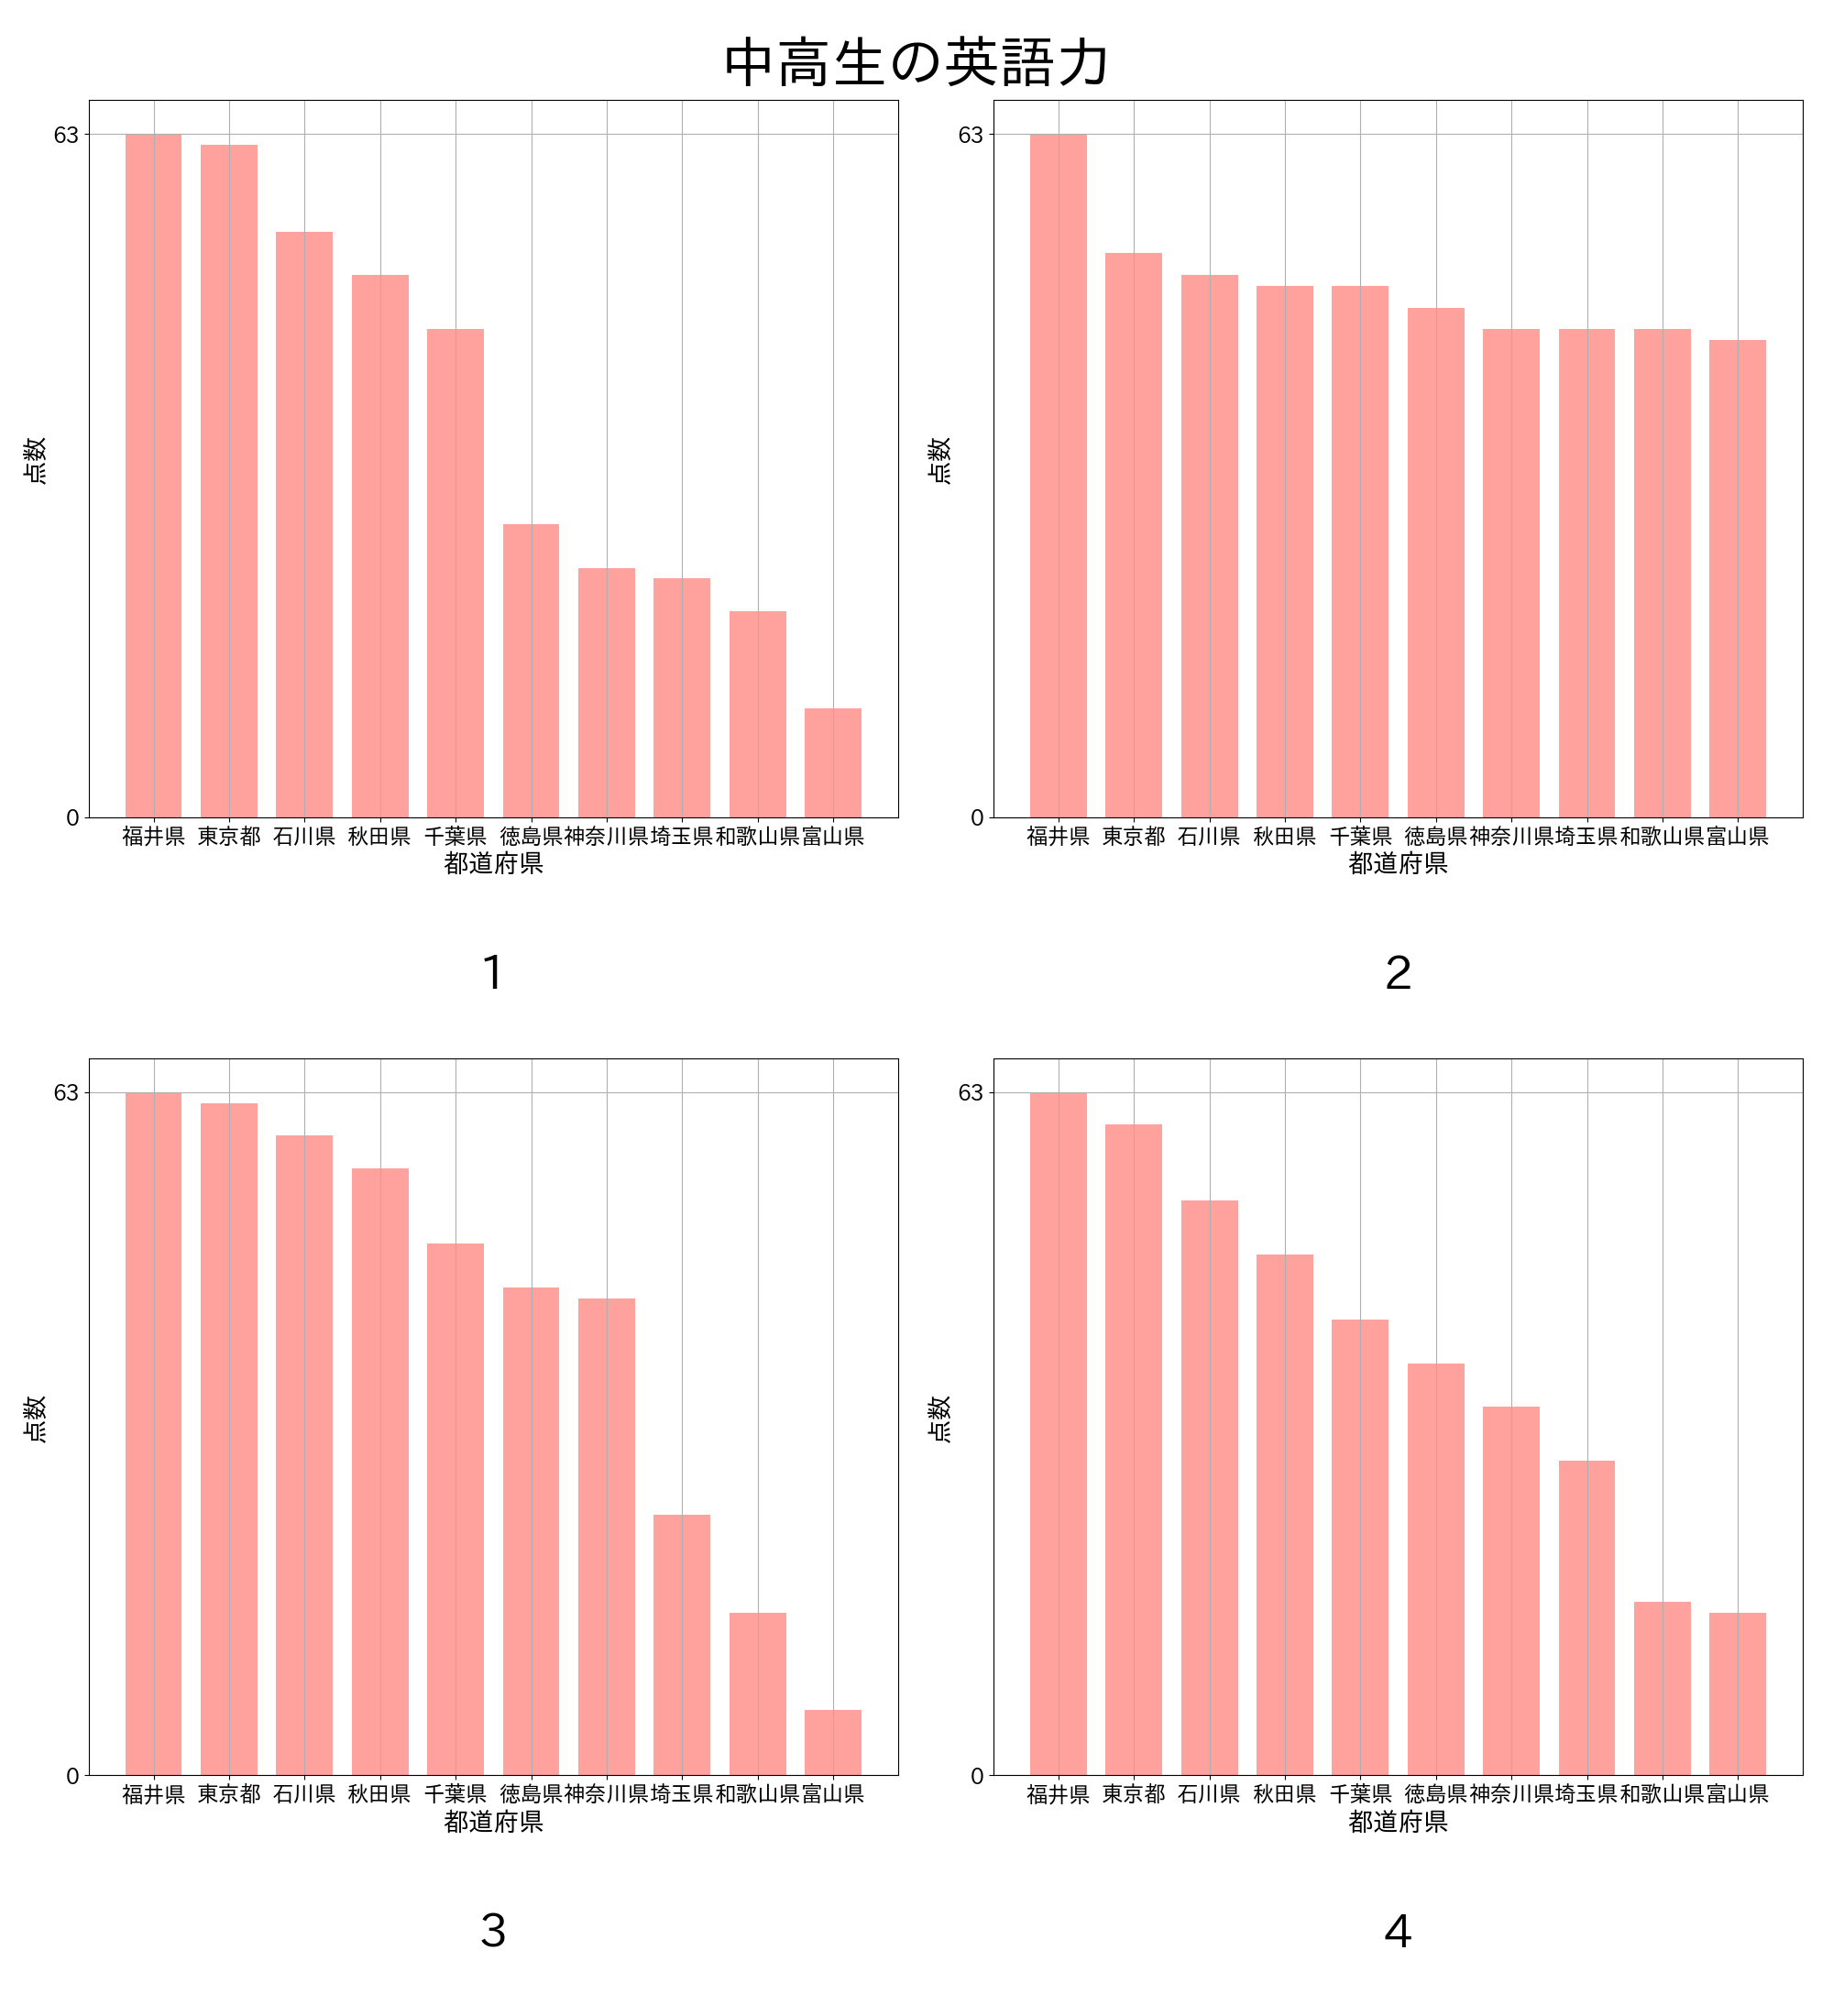 中高生の英語力
63
点数
0
福井県 東京都 石川県 秋田県 千葉県 徳島県 神奈川県 埼玉県 和歌山県 富山県
都道府県
1
63
点数
0
福井県 東京都 石川県 秋田県 千葉県 徳島県 神奈川県 埼玉県 和歌山県 富山県
都道府県
2
63
点数
0
福井県 東京都 石川県 秋田県 千葉県 徳島県 神奈川県 埼玉県 和歌山県 富山県
都道府県
3
63
点数
0
福井県 東京都 石川県 秋田県 千葉県 徳島県 神奈川県 埼玉県 和歌山県 富山県
都道府県
4